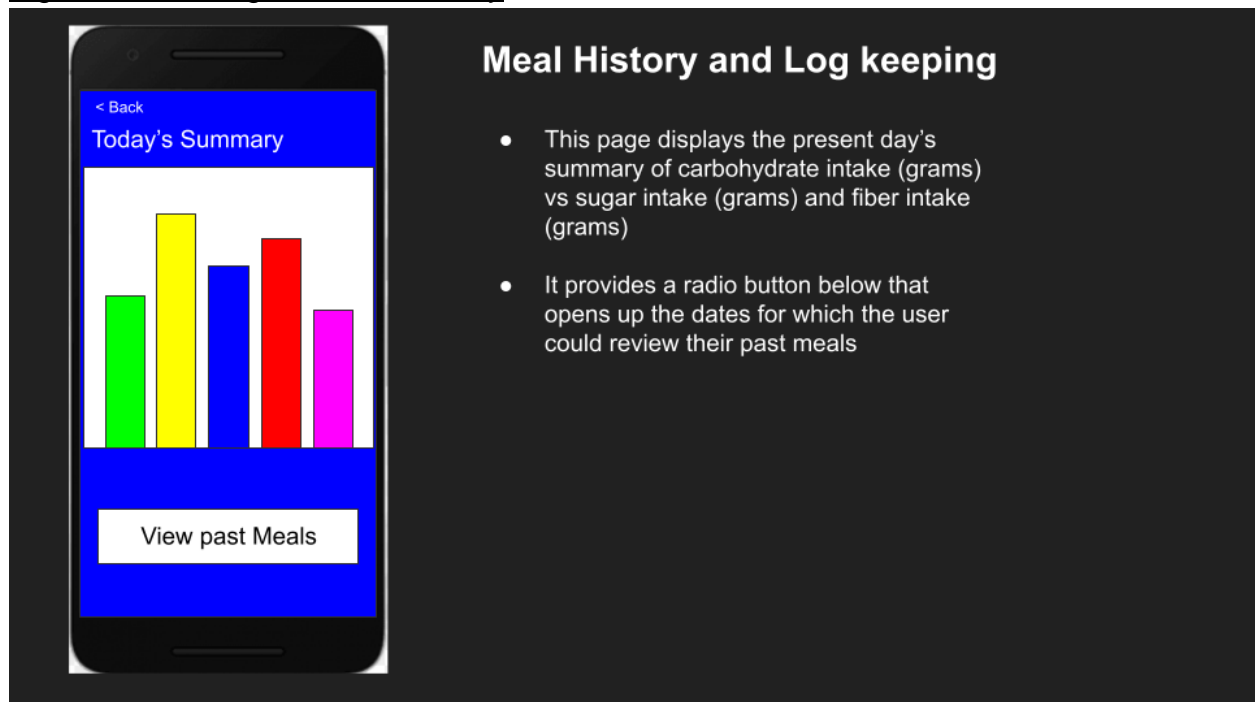 < Back
Today's Summary
View past Meals
Meal History and Log keeping
● This page displays the present day's
summary of carbohydrate intake (grams)
vs sugar intake (grams) and fiber intake
(grams)
● It provides a radio button below that
opens up the dates for which the user
could review their past meals